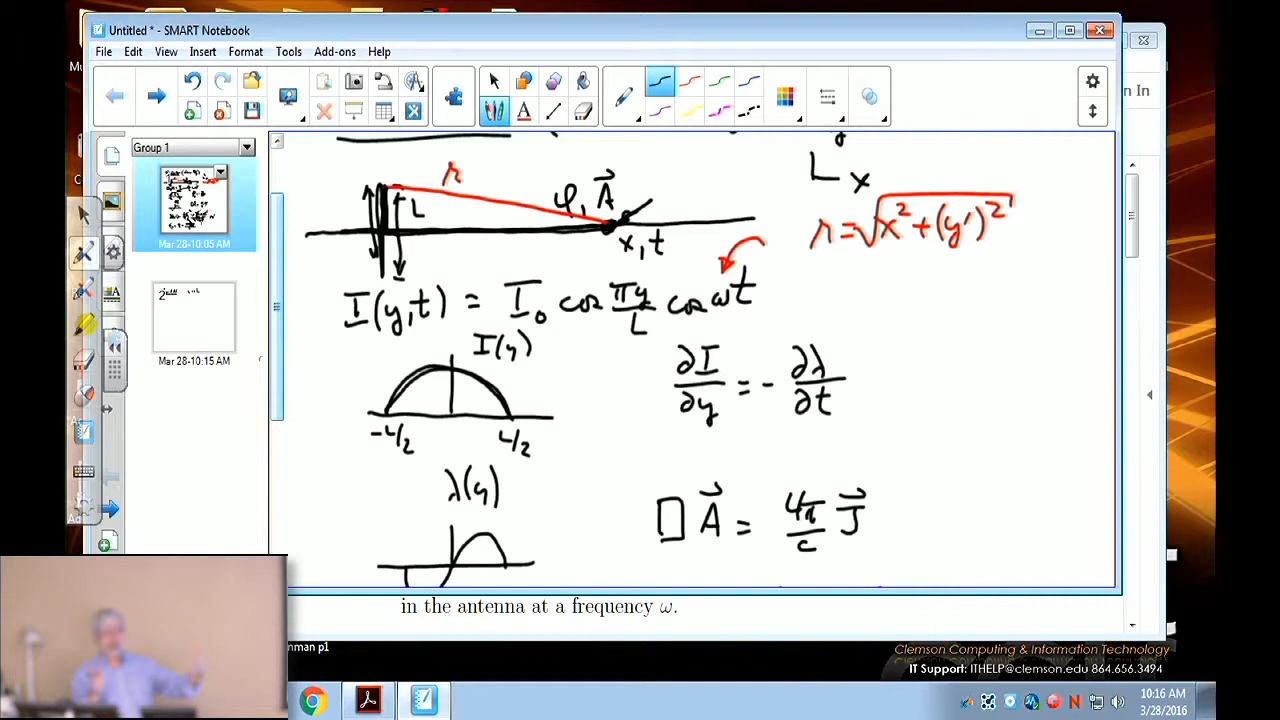 Untitled * - SMART Notebook
File Edit View Insert Format Tools Add-ons Help
Group 1
Mar 28-10:05 AM
Mar 28-10:15 AM
y
x
r
φ, A⃗
L
x, t
r = √(x² + (y')²)
I(y,t) = I₀ cos πy/L cos ωt
I(y)
-L/2 L/2
∂I/∂y = - ∂λ/∂t
λ(y)
□ A⃗ = 4π/c J⃗
in the antenna at a frequency ω.
nman p1
n In
Clemson Computing & Information Technology
IT Support: ITHELP@clemson.edu 864.656.3494
10:16 AM
3/28/2016